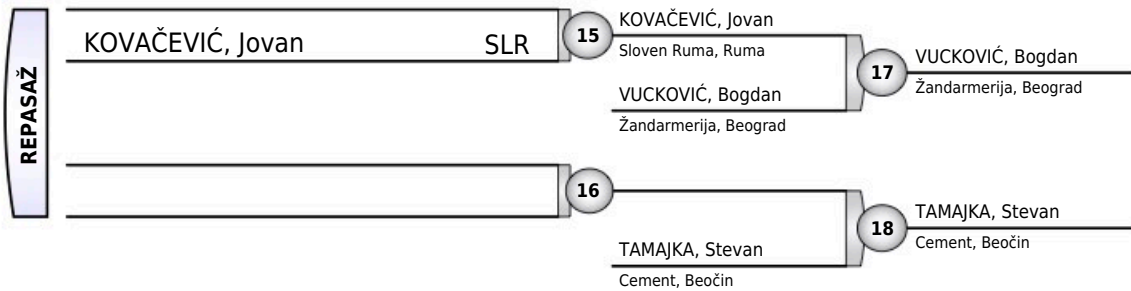 REPASAŽ
KOVAČEVIĆ, Jovan SLR
15
KOVAČEVIĆ, Jovan
Sloven Ruma, Ruma
VUCKOVIĆ, Bogdan
Žandarmerija, Beograd
17
VUCKOVIĆ, Bogdan
Žandarmerija, Beograd
16
TAMAJKA, Stevan
Cement, Beočin
18
TAMAJKA, Stevan
Cement, Beočin